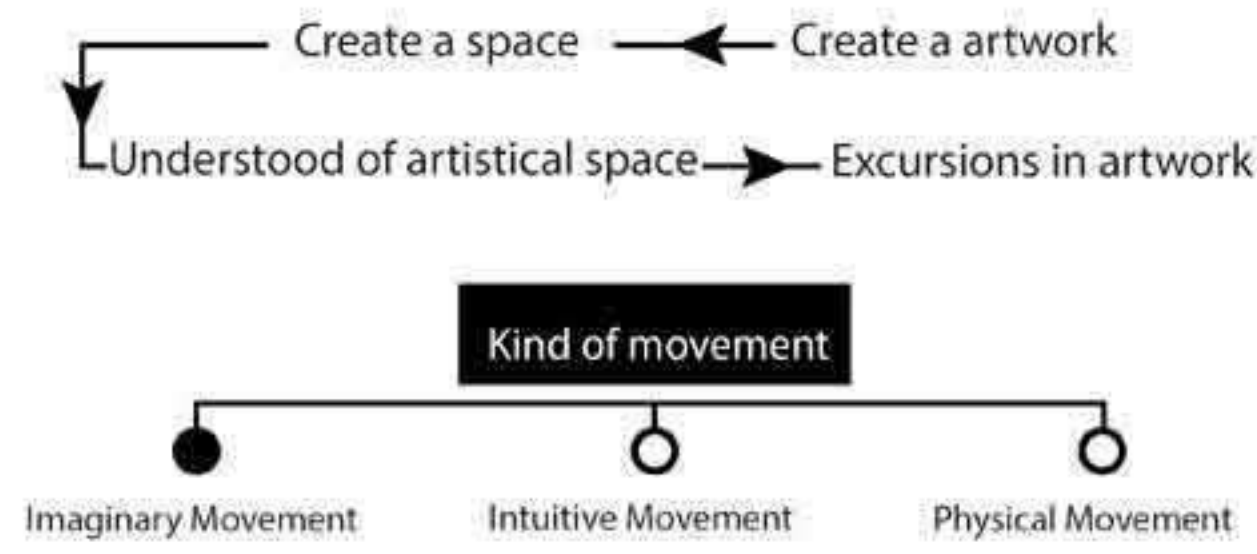 Create a space Create a artwork
Understood of artistical space Excursions in artwork
Kind of movement
Imaginary Movement Intuitive Movement Physical Movement